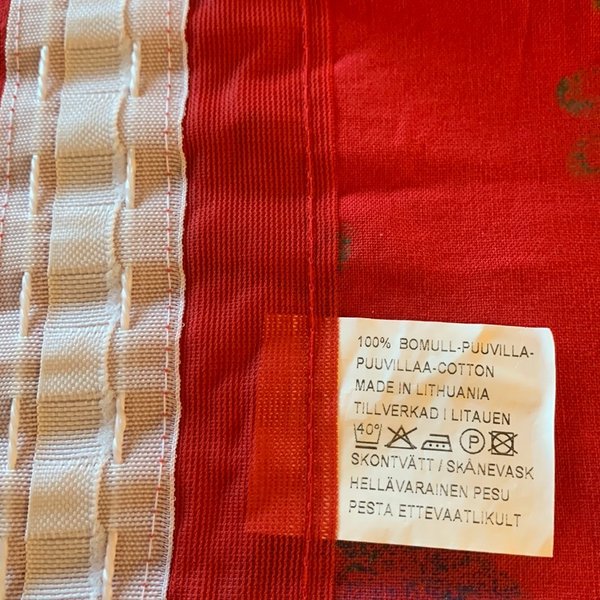 100% BOMULL-PUUVILLA-
PUUVILLAA-COTTON
MADE IN LITHUANIA
TILLVERKAD I LITAUEN
40° P
SKONTVÄTT / SKÅNEVASK
HELLÄVARAINEN PESU
PESTA ETTEVAATLIKULT